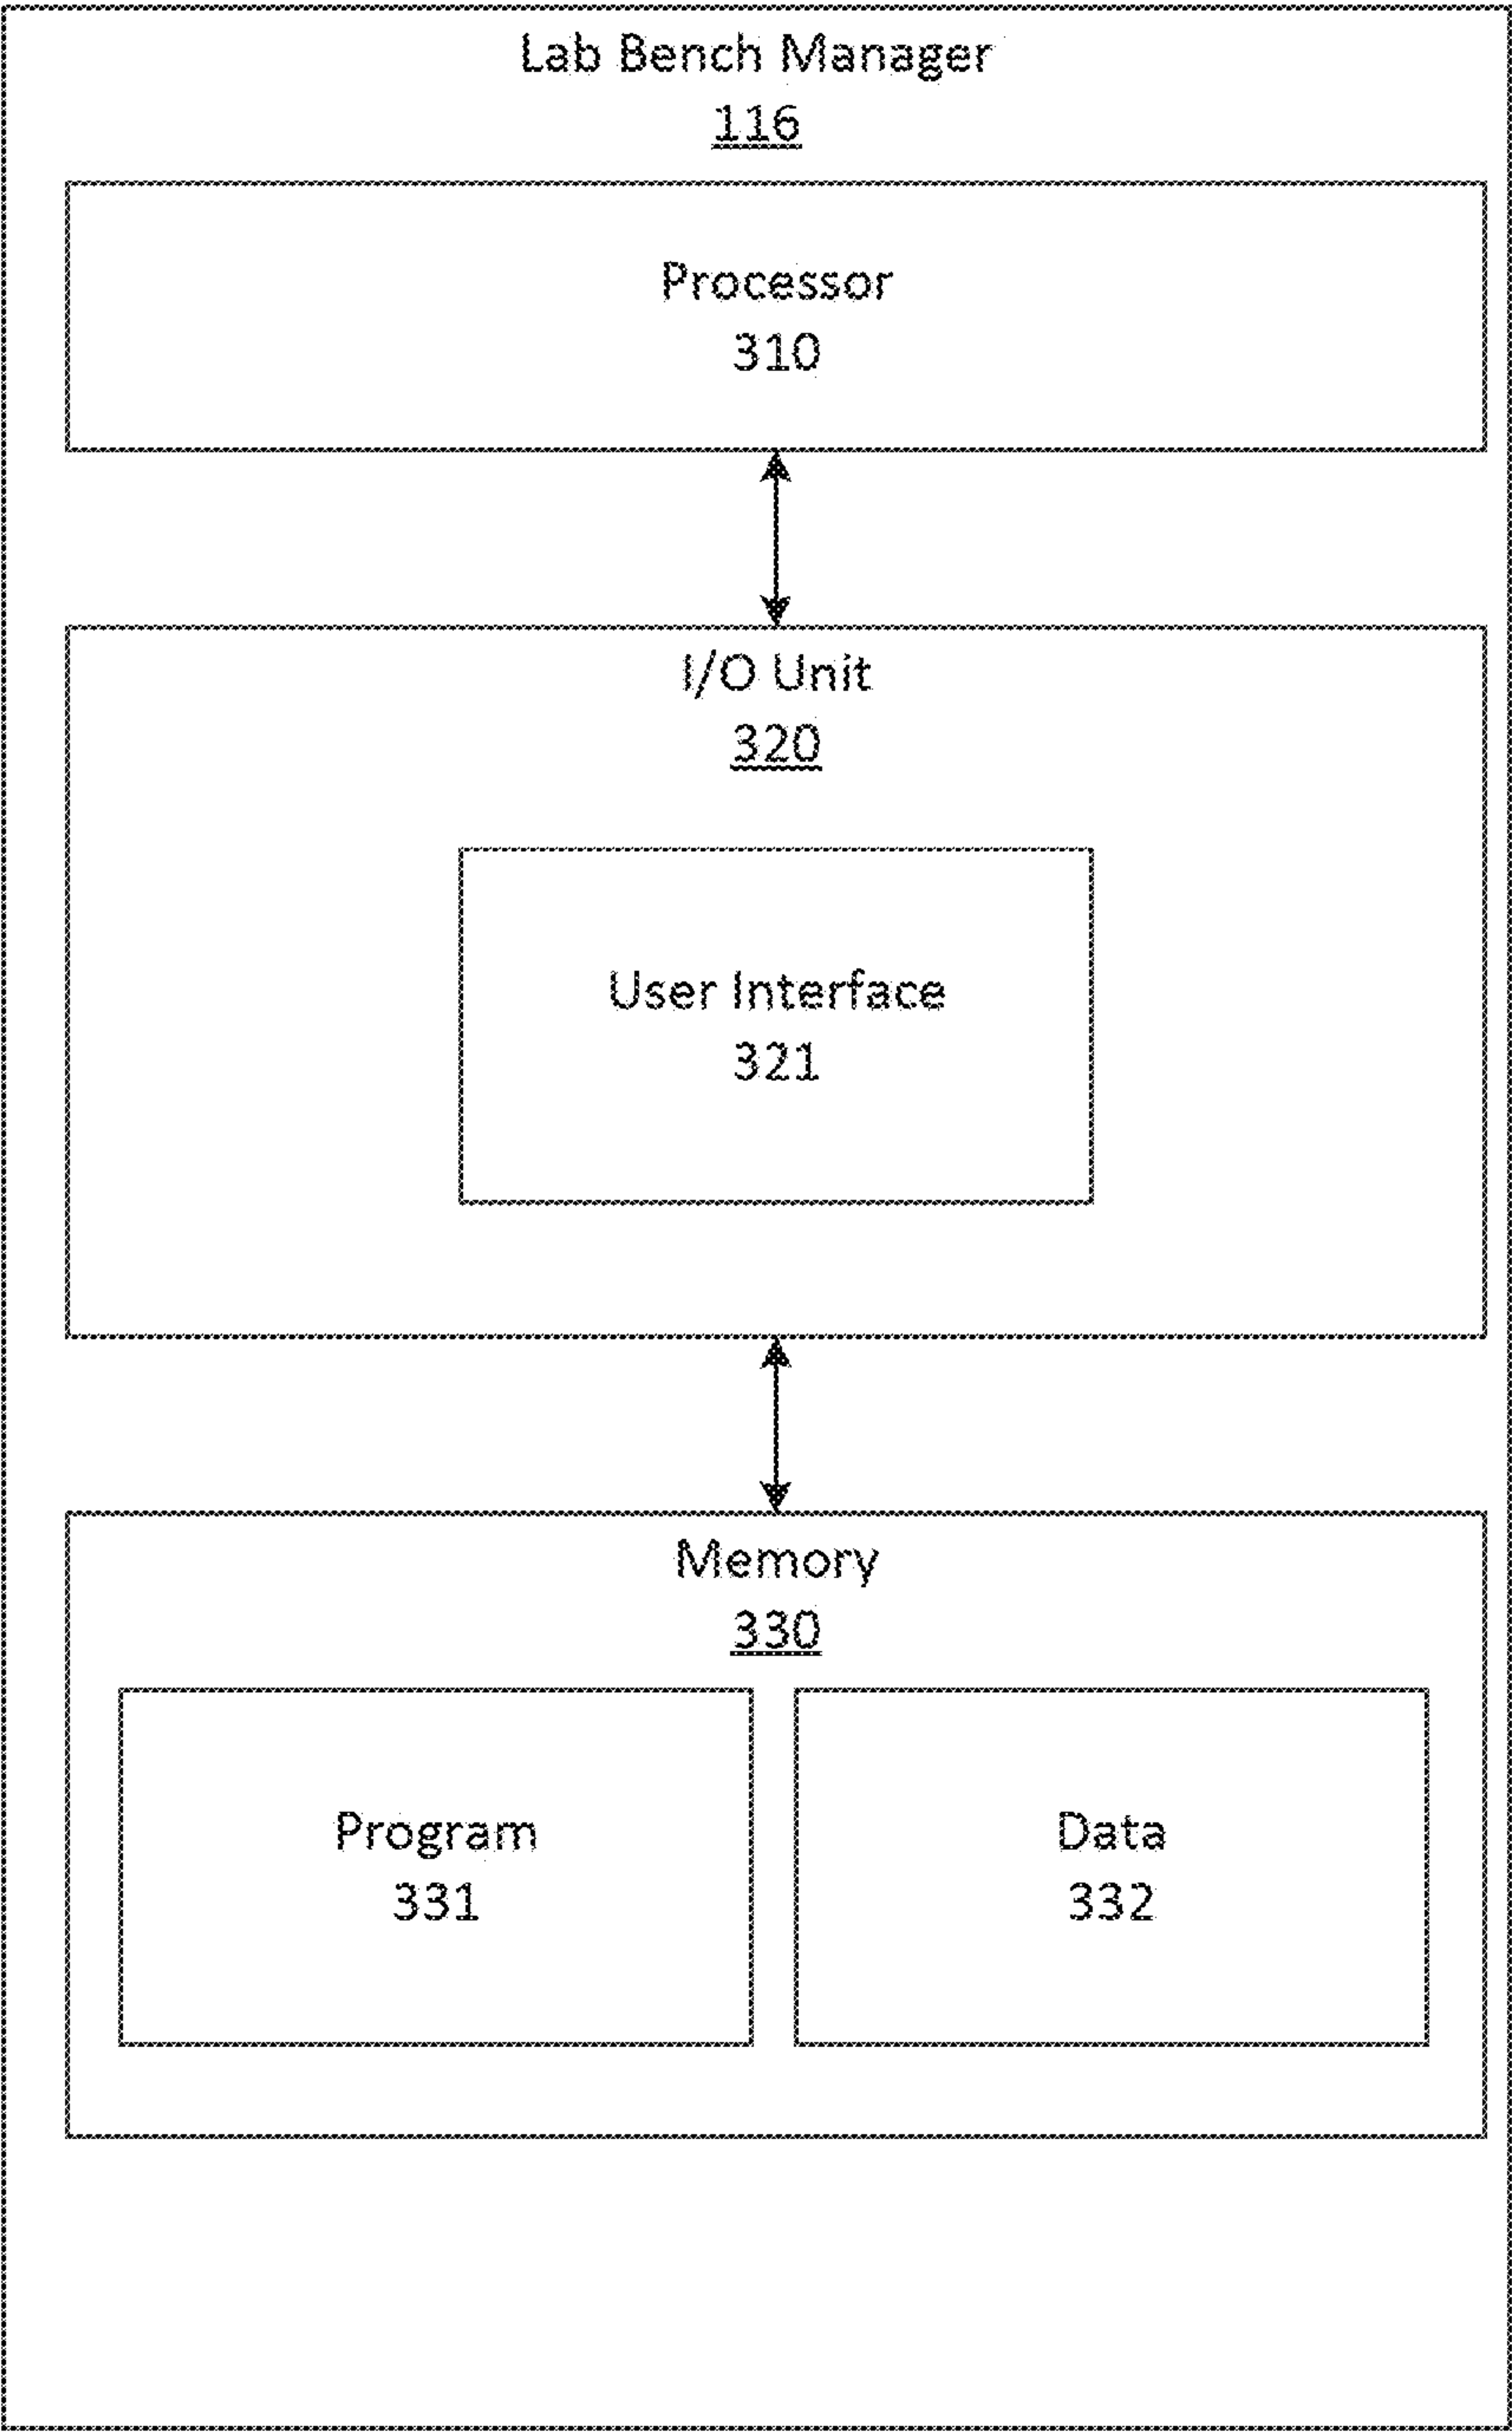 Lab Bench Manager
116
Processor
310
I/O Unit
320
User Interface
321
Memory
330
Program
331
Data
332